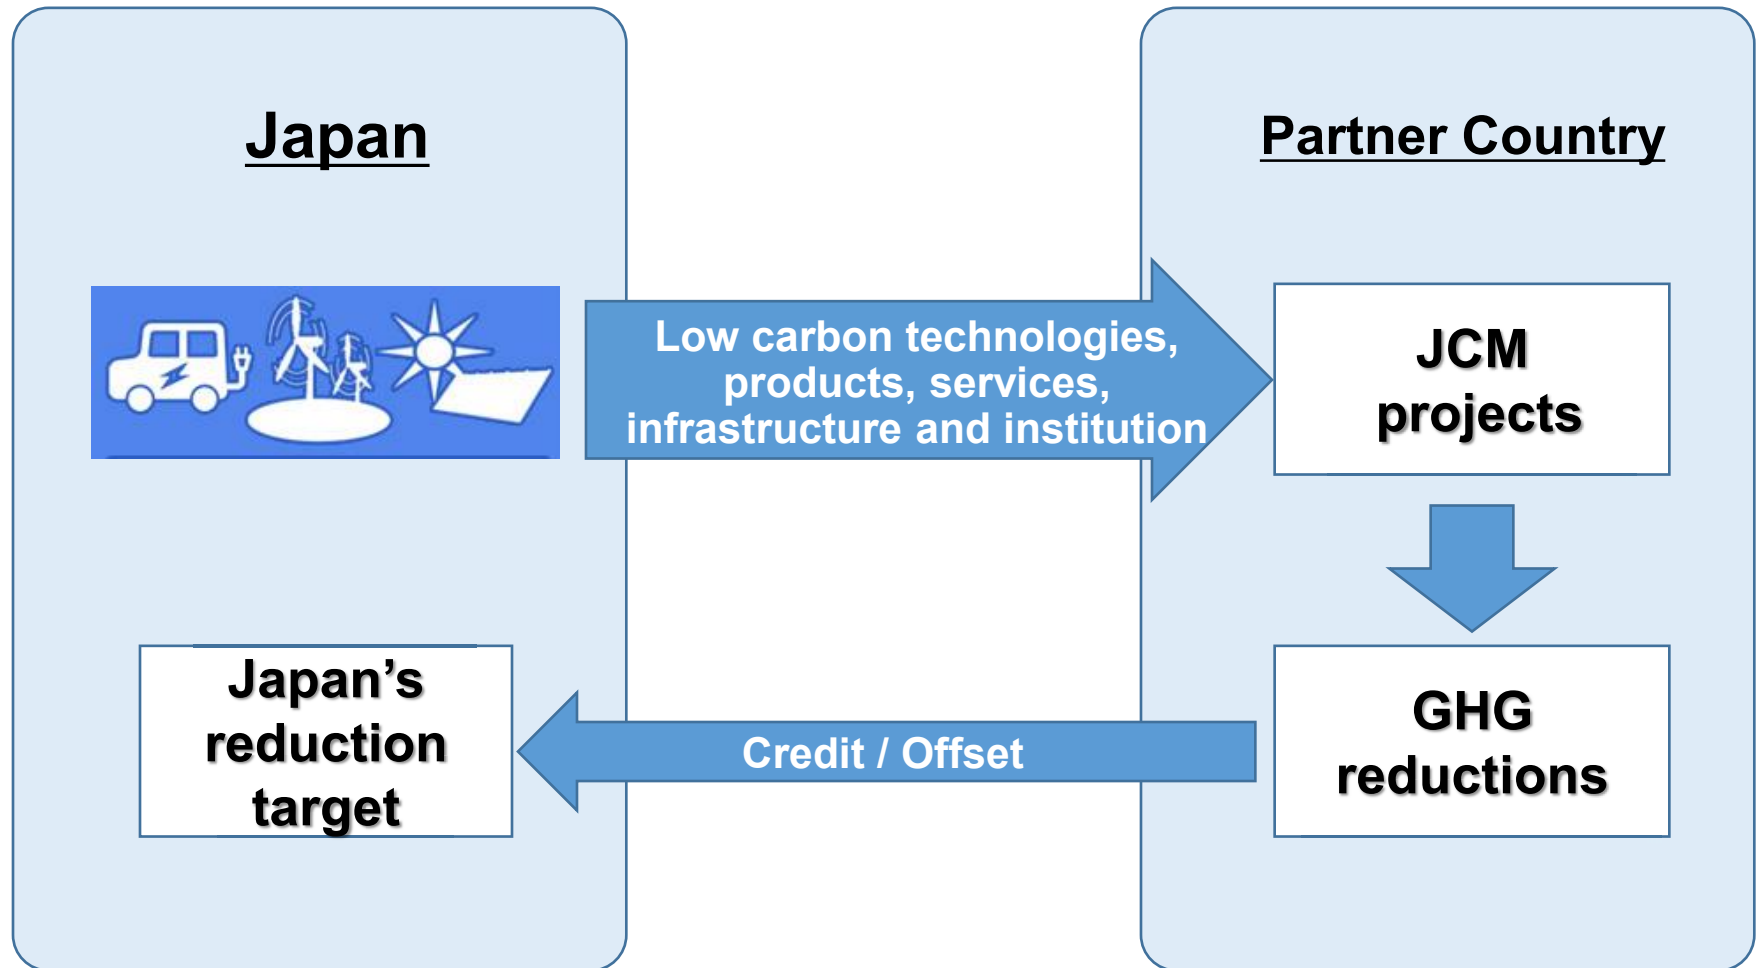 Japan
Partner Country
Low carbon technologies,
products, services,
infrastructure and institution
JCM
projects
Japan’s
reduction
target
Credit / Offset
GHG
reductions